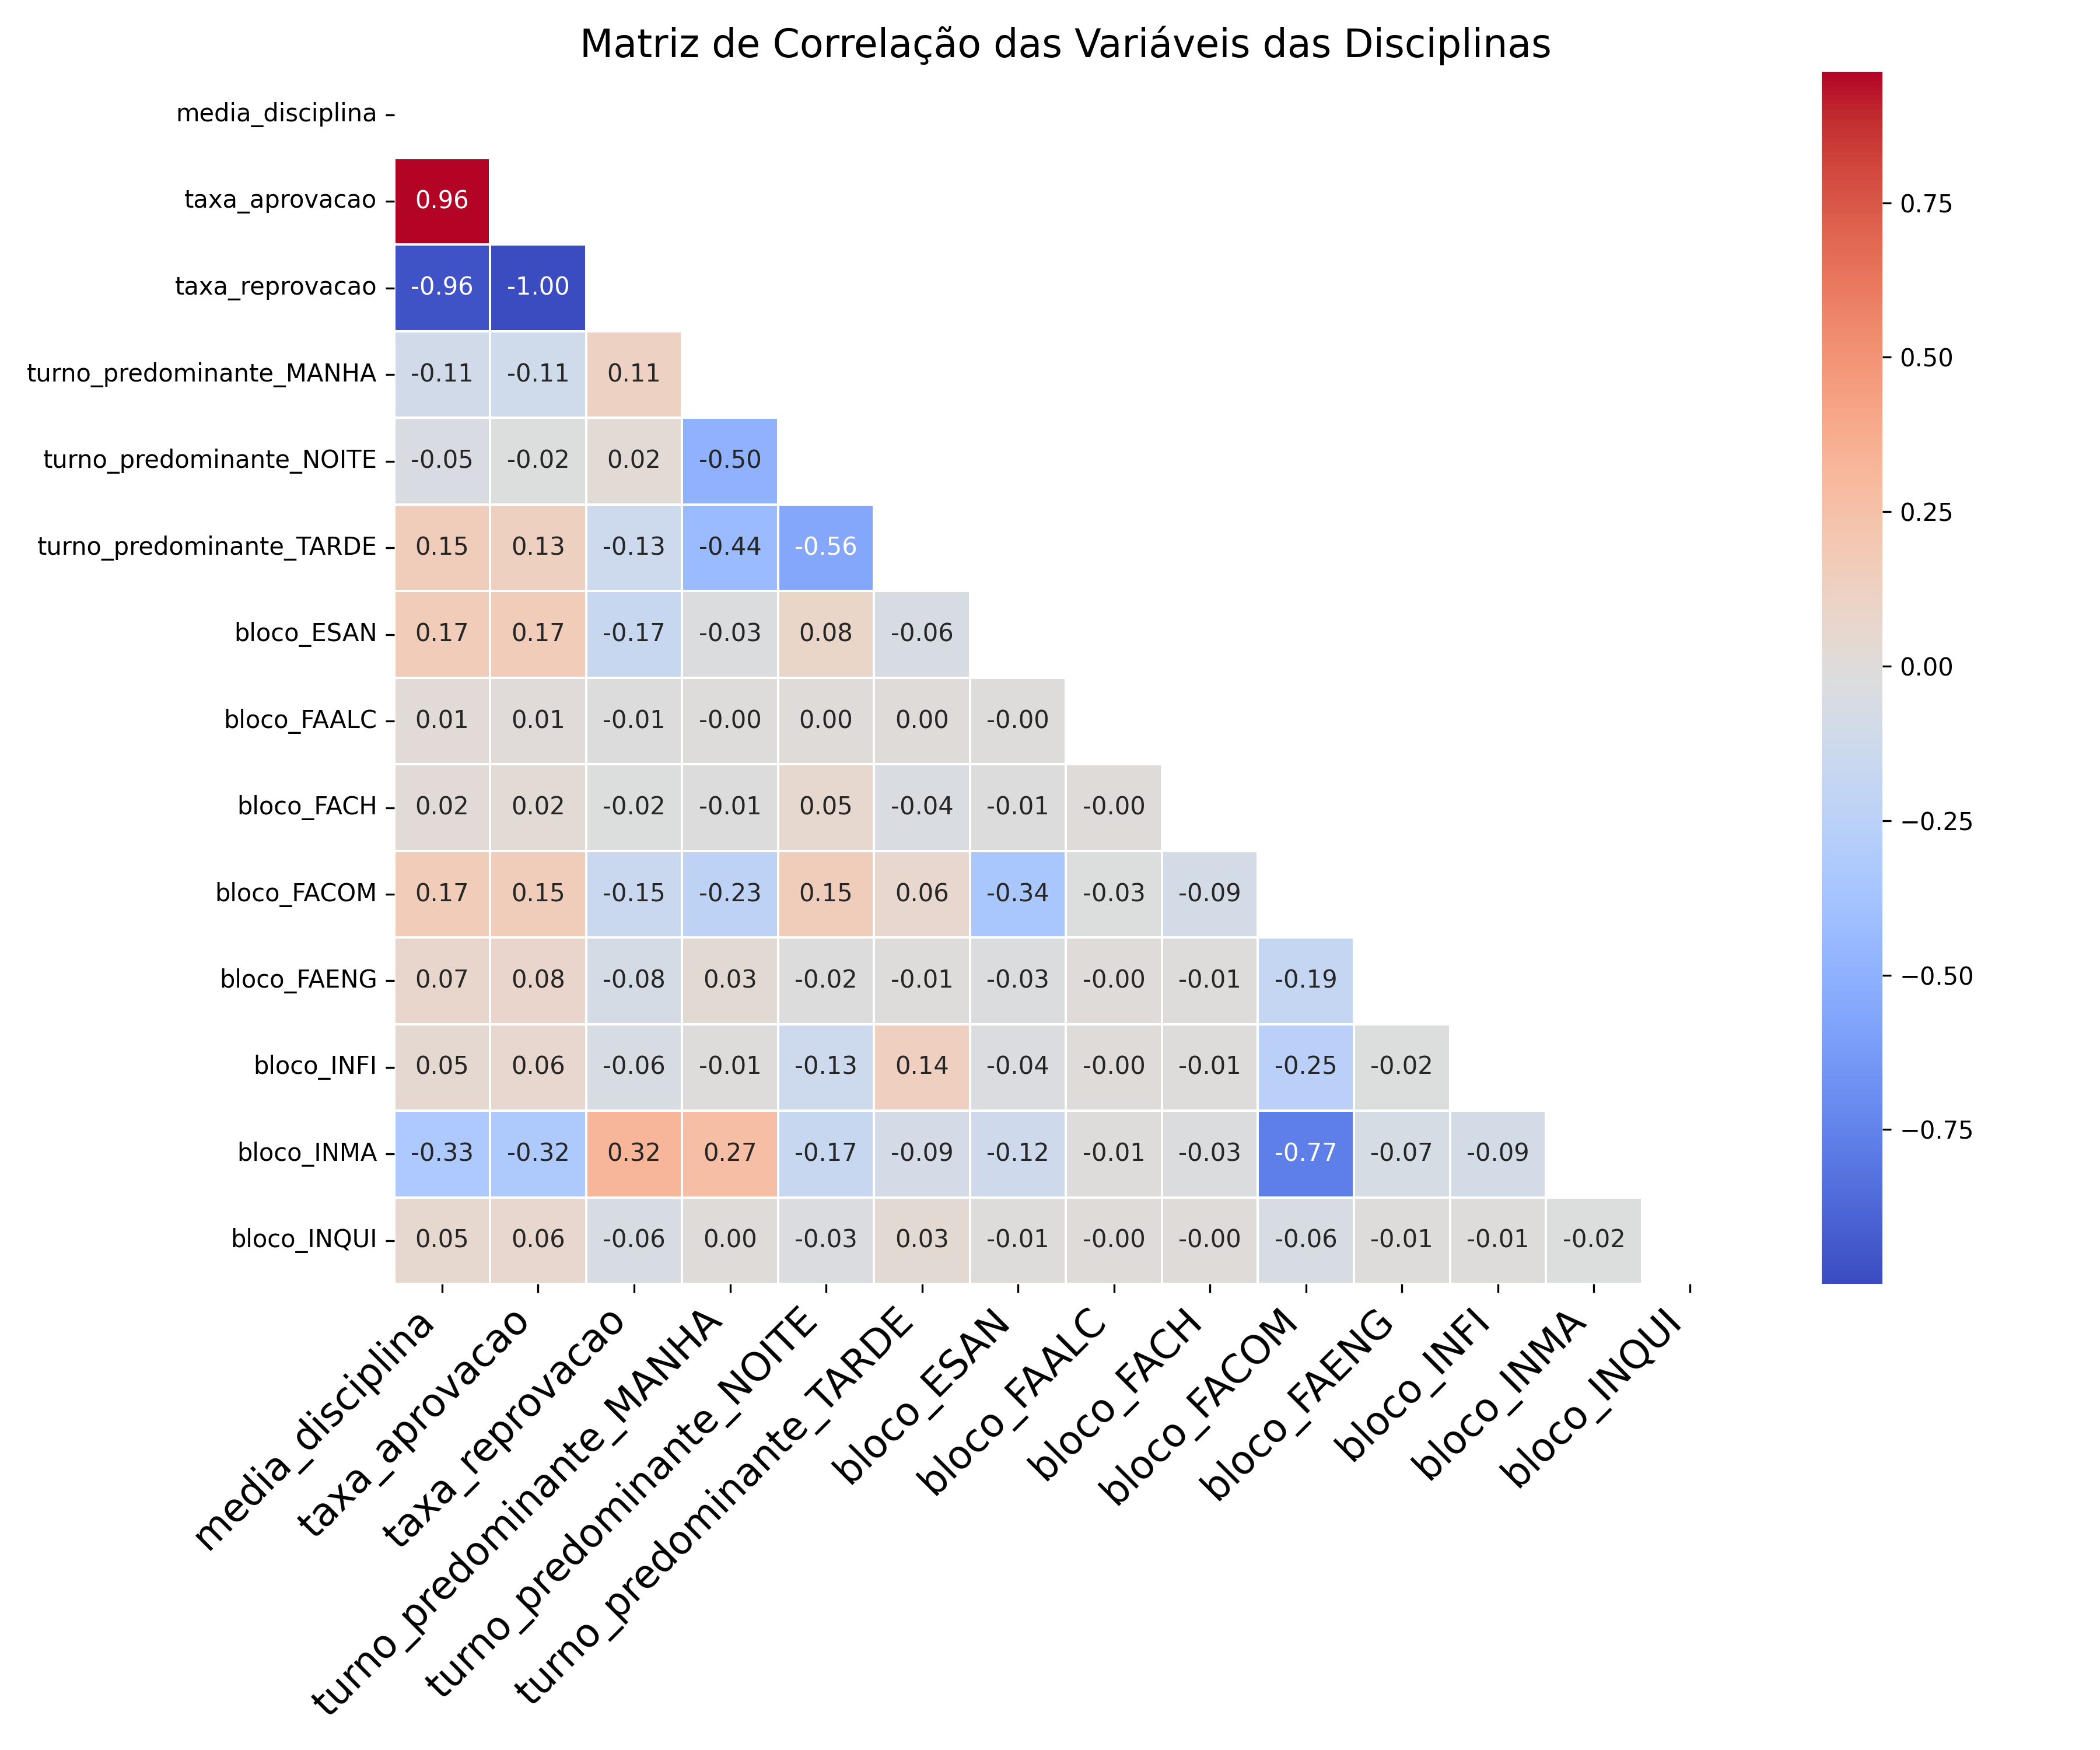 Matriz de Correlação das Variáveis das Disciplinas
media_disciplina
taxa_aprovacao 0.96
taxa_reprovacao -0.96 -1.00
turno_predominante_MANHA -0.11 -0.11 0.11
turno_predominante_NOITE -0.05 -0.02 0.02 -0.50
turno_predominante_TARDE 0.15 0.13 -0.13 -0.44 -0.56
bloco_ESAN 0.17 0.17 -0.17 -0.03 0.08 -0.06
bloco_FAALC 0.01 0.01 -0.01 -0.00 0.00 0.00 -0.00
bloco_FACH 0.02 0.02 -0.02 -0.01 0.05 -0.04 -0.01 -0.00
bloco_FACOM 0.17 0.15 -0.15 -0.23 0.15 0.06 -0.34 -0.03 -0.09
bloco_FAENG 0.07 0.08 -0.08 0.03 -0.02 -0.01 -0.03 -0.00 -0.01 -0.19
bloco_INFI 0.05 0.06 -0.06 -0.01 -0.13 0.14 -0.04 -0.00 -0.01 -0.25 -0.02
bloco_INMA -0.33 -0.32 0.32 0.27 -0.17 -0.09 -0.12 -0.01 -0.03 -0.77 -0.07 -0.09
bloco_INQUI 0.05 0.06 -0.06 0.00 -0.03 0.03 -0.01 -0.00 -0.00 -0.06 -0.01 -0.01 -0.02
media_disciplina
taxa_aprovacao
taxa_reprovacao
turno_predominante_MANHA
turno_predominante_NOITE
turno_predominante_TARDE
bloco_ESAN
bloco_FAALC
bloco_FACH
bloco_FACOM
bloco_FAENG
bloco_INFI
bloco_INMA
bloco_INQUI
0.75
0.50
0.25
0.00
−0.25
−0.50
−0.75